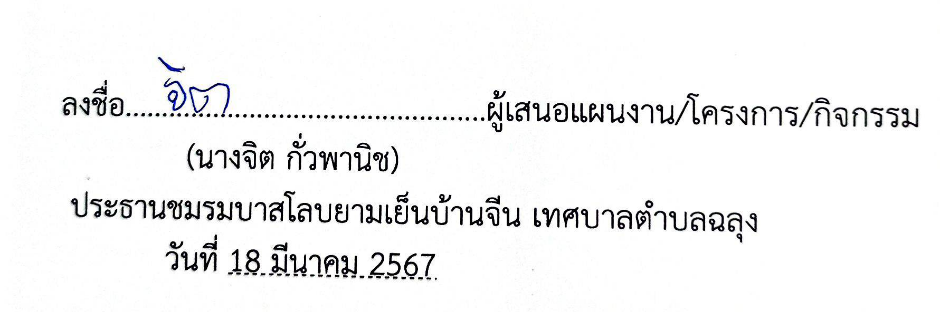 ลงชื่อ....จิต....ผู้เสนอแผนงาน/โครงการ/กิจกรรม
(นางจิต กั่วพานิช)
ประธานชมรมบาสโลบยามเย็นบ้านจีน เทศบาลตำบลฉลุง
วันที่ 18 มีนาคม 2567